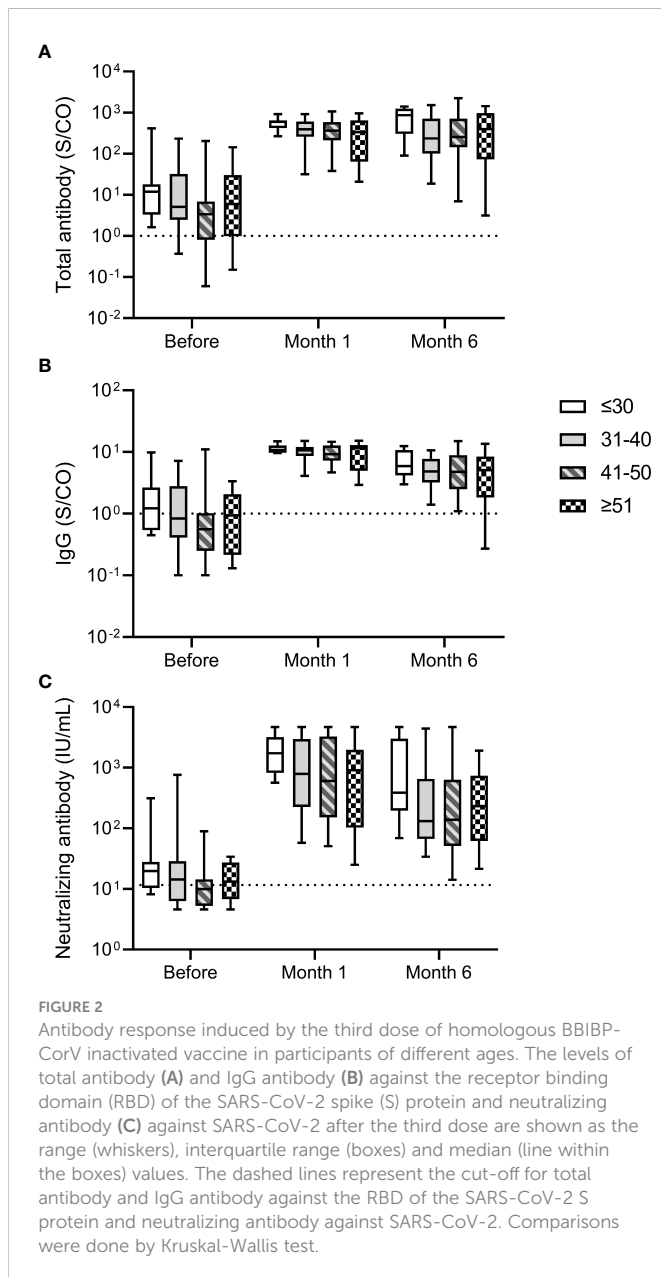 A
Total antibody (S/CO)
10⁴
10³
10²
10¹
10⁰
10⁻¹
10⁻²
Before Month 1 Month 6
B
IgG (S/CO)
10²
10¹
10⁰
10⁻¹
10⁻²
Before Month 1 Month 6
≤30
31-40
41-50
≥51
C
Neutralizing antibody (IU/mL)
10⁴
10³
10²
10¹
10⁰
Before Month 1 Month 6
FIGURE 2
Antibody response induced by the third dose of homologous BBIBP-
CorV inactivated vaccine in participants of different ages. The levels of
total antibody (A) and IgG antibody (B) against the receptor binding
domain (RBD) of the SARS-CoV-2 spike (S) protein and neutralizing
antibody (C) against SARS-CoV-2 after the third dose are shown as the
range (whiskers), interquartile range (boxes) and median (line within
the boxes) values. The dashed lines represent the cut-off for total
antibody and IgG antibody against the RBD of the SARS-CoV-2 S
protein and neutralizing antibody against SARS-CoV-2. Comparisons
were done by Kruskal-Wallis test.